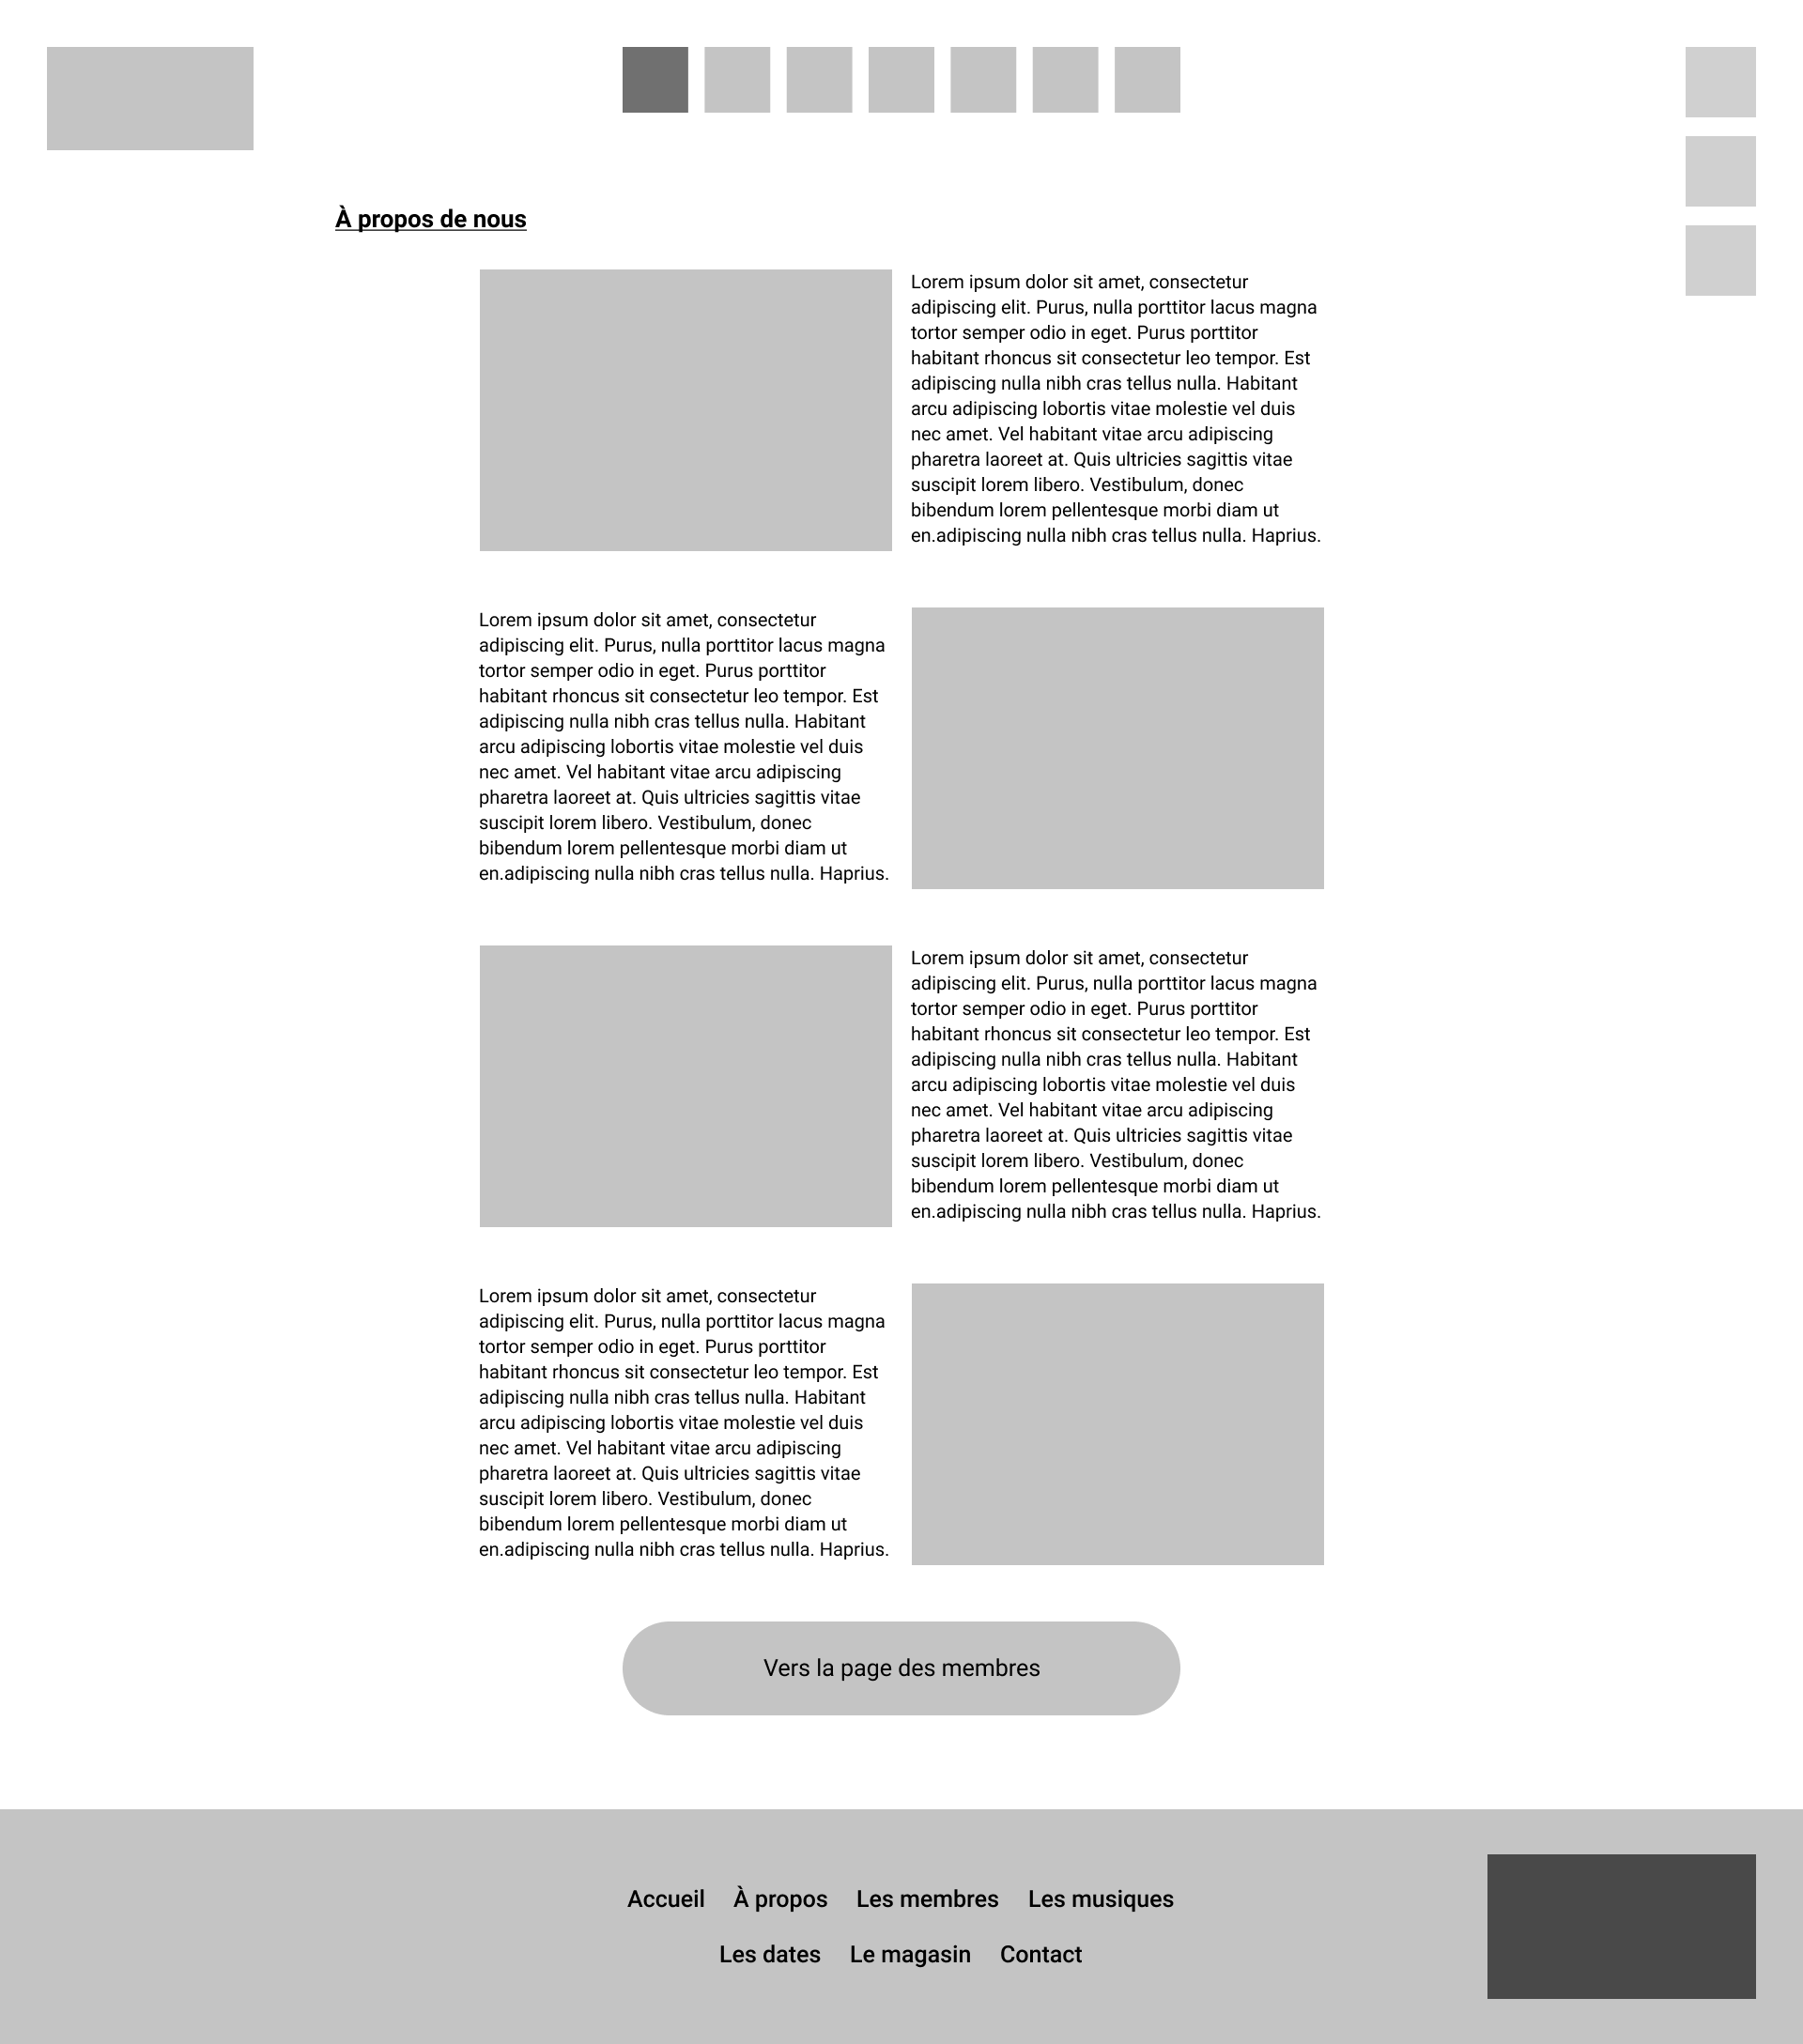 À propos de nous
Lorem ipsum dolor sit amet, consectetur
adipiscing elit. Purus, nulla porttitor lacus magna
tortor semper odio in eget. Purus porttitor
habitant rhoncus sit consectetur leo tempor. Est
adipiscing nulla nibh cras tellus nulla. Habitant
arcu adipiscing lobortis vitae molestie vel duis
nec amet. Vel habitant vitae arcu adipiscing
pharetra laoreet at. Quis ultricies sagittis vitae
suscipit lorem libero. Vestibulum, donec
bibendum lorem pellentesque morbi diam ut
en.adipiscing nulla nibh cras tellus nulla. Haprius.
Lorem ipsum dolor sit amet, consectetur
adipiscing elit. Purus, nulla porttitor lacus magna
tortor semper odio in eget. Purus porttitor
habitant rhoncus sit consectetur leo tempor. Est
adipiscing nulla nibh cras tellus nulla. Habitant
arcu adipiscing lobortis vitae molestie vel duis
nec amet. Vel habitant vitae arcu adipiscing
pharetra laoreet at. Quis ultricies sagittis vitae
suscipit lorem libero. Vestibulum, donec
bibendum lorem pellentesque morbi diam ut
en.adipiscing nulla nibh cras tellus nulla. Haprius.
Lorem ipsum dolor sit amet, consectetur
adipiscing elit. Purus, nulla porttitor lacus magna
tortor semper odio in eget. Purus porttitor
habitant rhoncus sit consectetur leo tempor. Est
adipiscing nulla nibh cras tellus nulla. Habitant
arcu adipiscing lobortis vitae molestie vel duis
nec amet. Vel habitant vitae arcu adipiscing
pharetra laoreet at. Quis ultricies sagittis vitae
suscipit lorem libero. Vestibulum, donec
bibendum lorem pellentesque morbi diam ut
en.adipiscing nulla nibh cras tellus nulla. Haprius.
Lorem ipsum dolor sit amet, consectetur
adipiscing elit. Purus, nulla porttitor lacus magna
tortor semper odio in eget. Purus porttitor
habitant rhoncus sit consectetur leo tempor. Est
adipiscing nulla nibh cras tellus nulla. Habitant
arcu adipiscing lobortis vitae molestie vel duis
nec amet. Vel habitant vitae arcu adipiscing
pharetra laoreet at. Quis ultricies sagittis vitae
suscipit lorem libero. Vestibulum, donec
bibendum lorem pellentesque morbi diam ut
en.adipiscing nulla nibh cras tellus nulla. Haprius.
Vers la page des membres
Accueil À propos Les membres Les musiques
Les dates Le magasin Contact